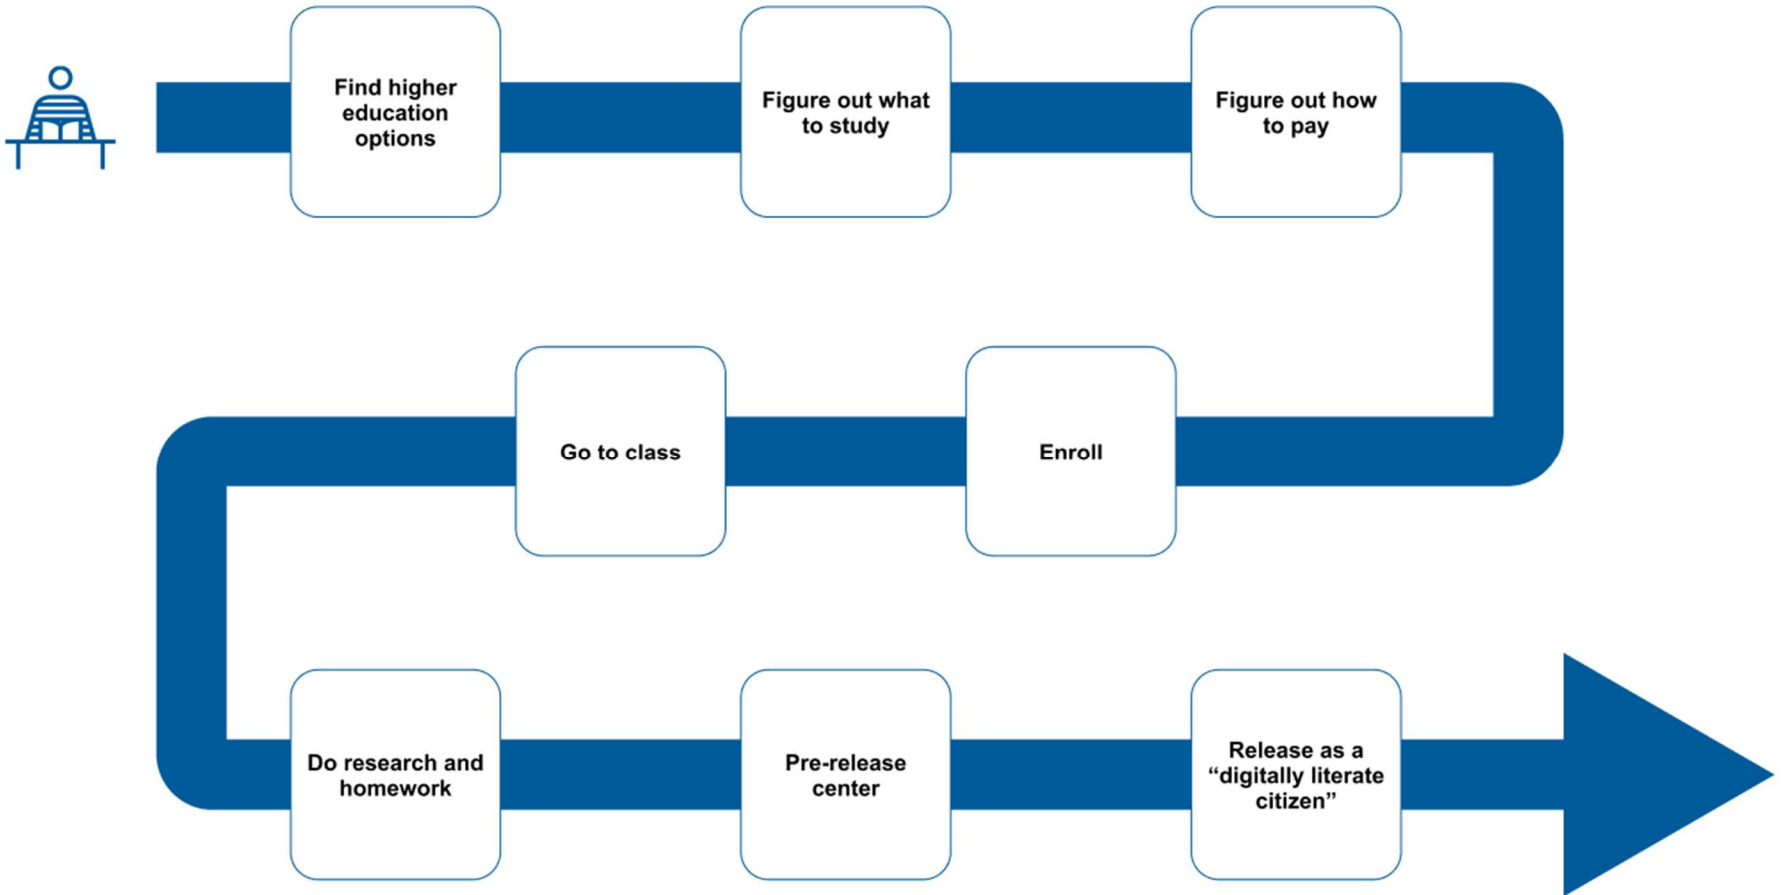 Find higher
education
options
Figure out what
to study
Figure out how
to pay
Enroll
Go to class
Do research and
homework
Pre-release
center
Release as a
“digitally literate
citizen”